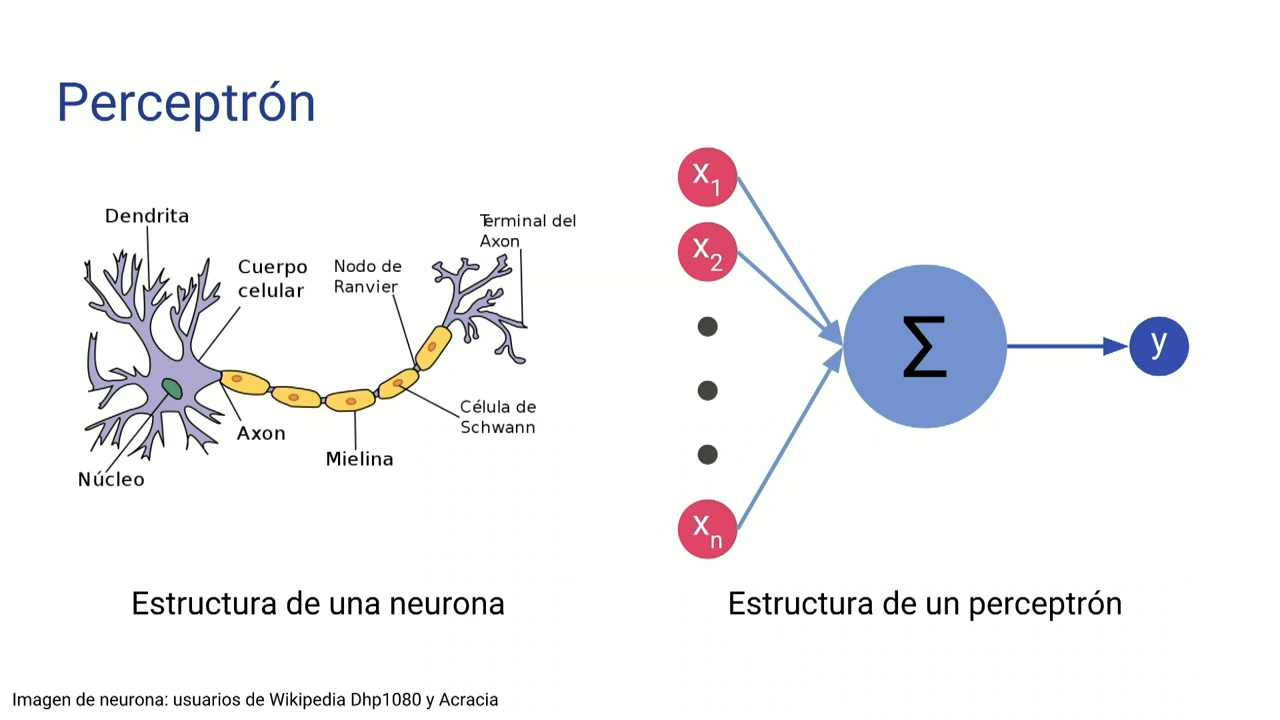 Perceptrón
Dendrita
Cuerpo
celular
Nodo de
Ranvier
Terminal del
Axon
Axon
Mielina
Célula de
Schwann
Núcleo
Estructura de una neurona
x1
x2
xn
Σ
y
Estructura de un perceptrón
Imagen de neurona: usuarios de Wikipedia Dhp1080 y Acracia